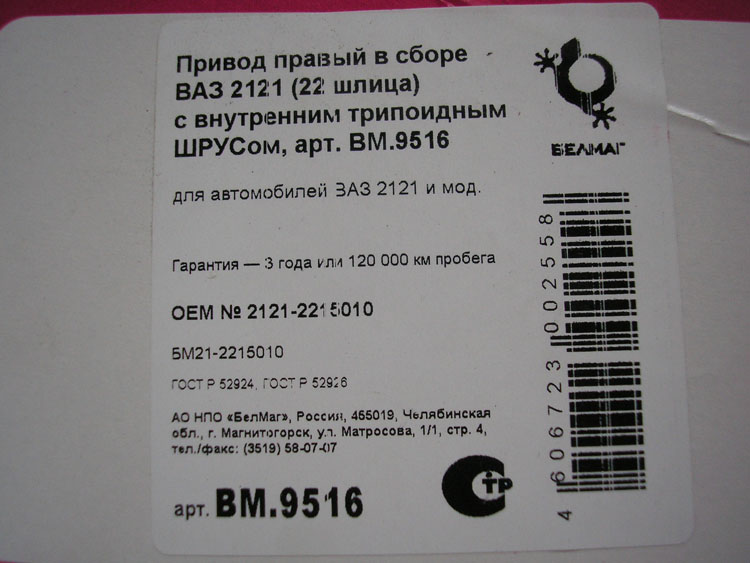 Привод правый в сборе
ВАЗ 2121 (22 шлица)
с внутренним трипоидным
ШРУСом, арт. ВМ.9516
БЕЛМАГ
для автомобилей ВАЗ 2121 и мод.
Гарантия — 3 года или 120 000 км пробега
OEM № 2121-2215010
БМ21-2215010
ГОСТ Р 52924, ГОСТ Р 52926
АО НПО «БелМаг», Россия, 465019, Челябинская
обл., г. Магнитогорск, ул. Матросова, 1/1, стр. 4,
тел./факс: (3519) 58-07-07
арт. BM.9516
СТР
4 606723 002558